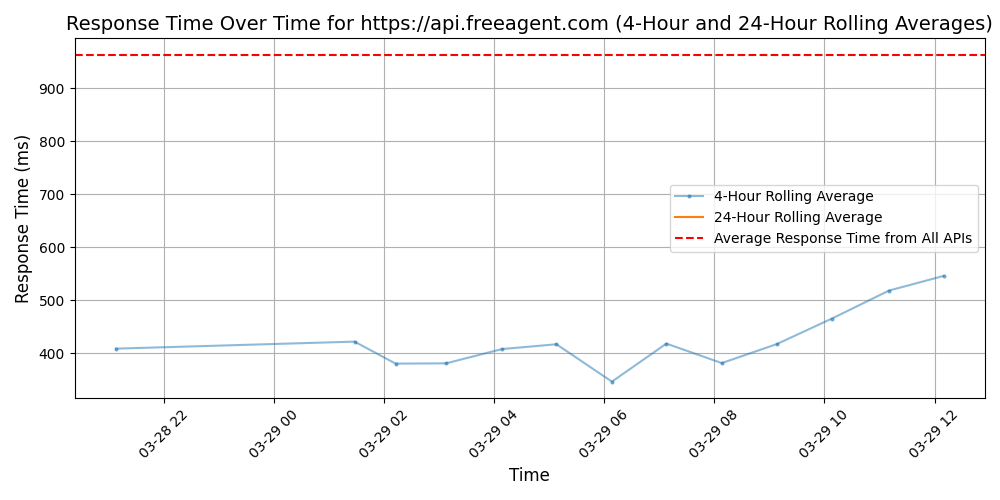 Response Time Over Time for https://api.freeagent.com (4-Hour and 24-Hour Rolling Averages)
Response Time (ms)
900
800
700
600
500
400
4-Hour Rolling Average
24-Hour Rolling Average
Average Response Time from All APIs
03-28 22
03-29 00
03-29 02
03-29 04
03-29 06
03-29 08
03-29 10
03-29 12
Time